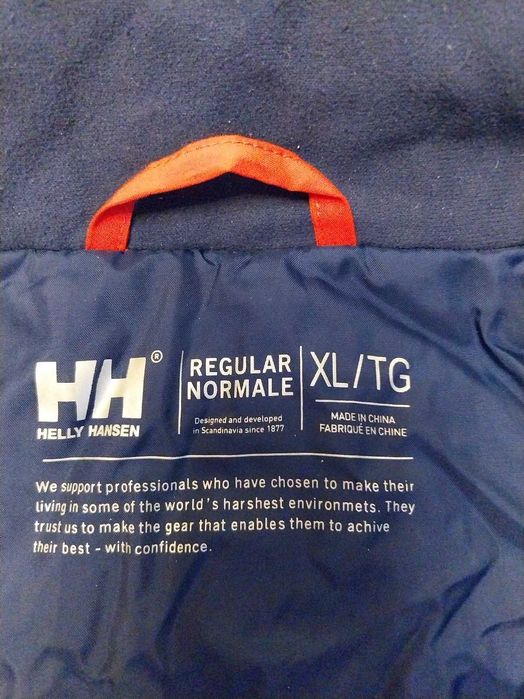 HH®
HELLY HANSEN
REGULAR
NORMALE
Designed and developed
in Scandinavia since 1877
XL/TG
MADE IN CHINA
FABRIQUÉ EN CHINE
We support professionals who have chosen to make their
living in some of the world's harshest environmets. They
trust us to make the gear that enables them to achive
their best - with confidence.